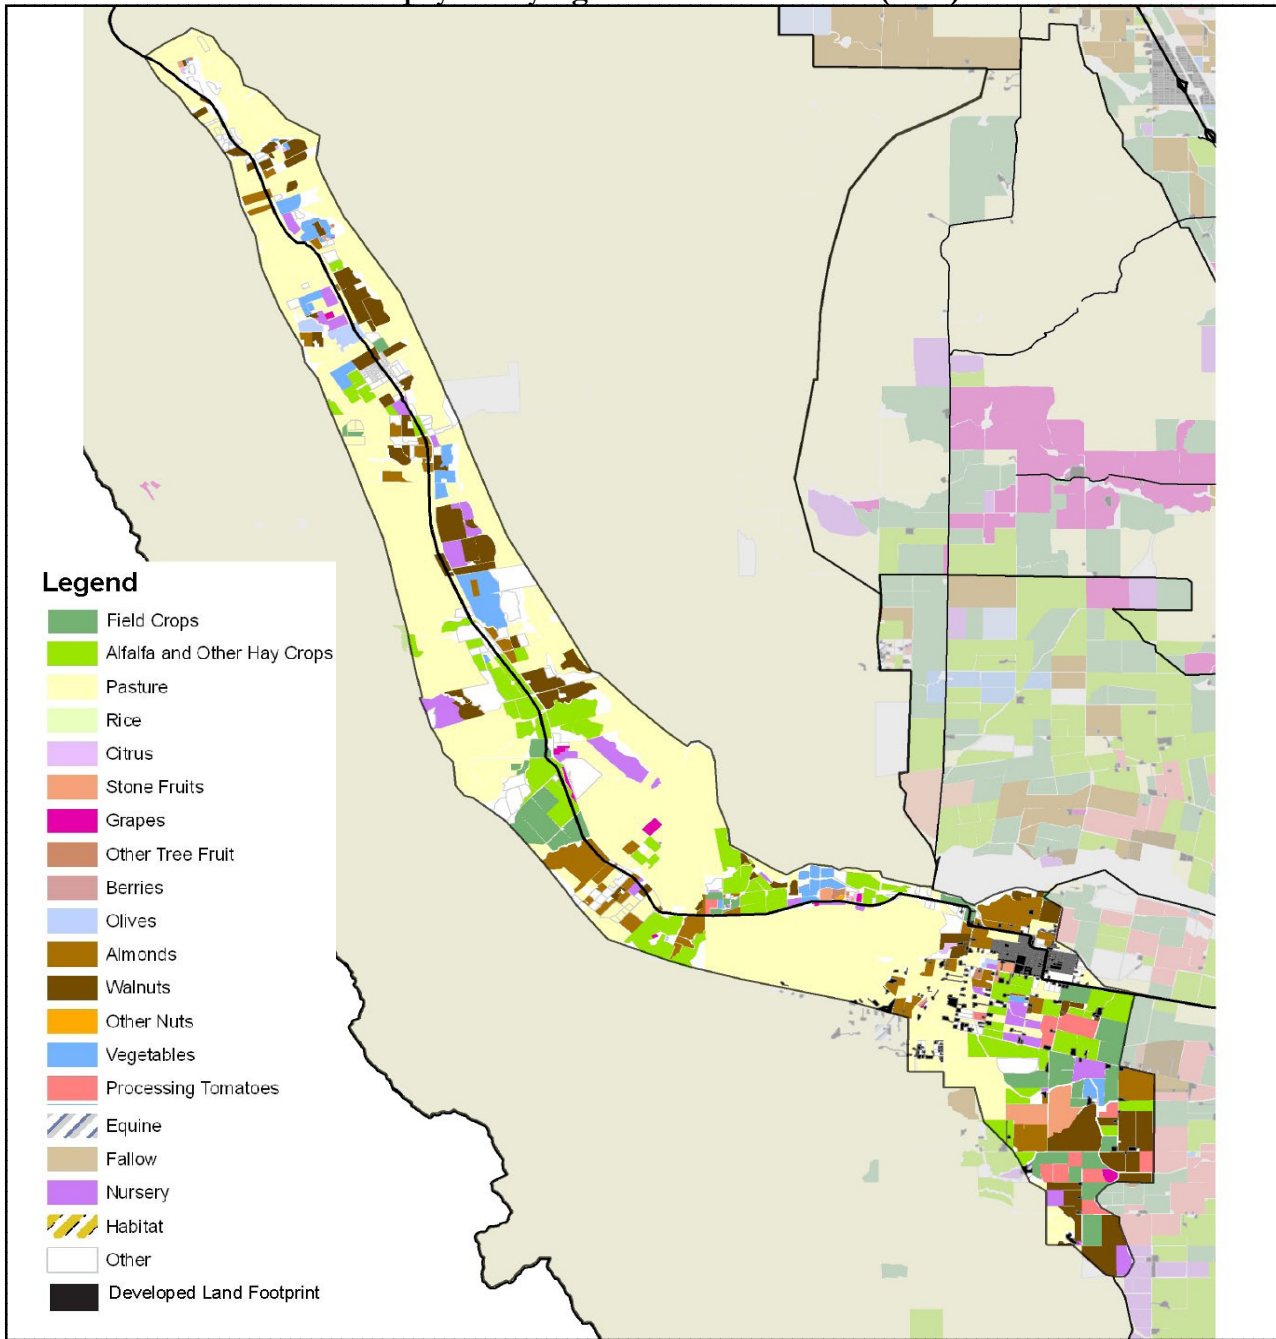 Legend
Field Crops
Alfalfa and Other Hay Crops
Pasture
Rice
Citrus
Stone Fruits
Grapes
Other Tree Fruit
Berries
Olives
Almonds
Walnuts
Other Nuts
Vegetables
Processing Tomatoes
Equine
Fallow
Nursery
Habitat
Other
Developed Land Footprint